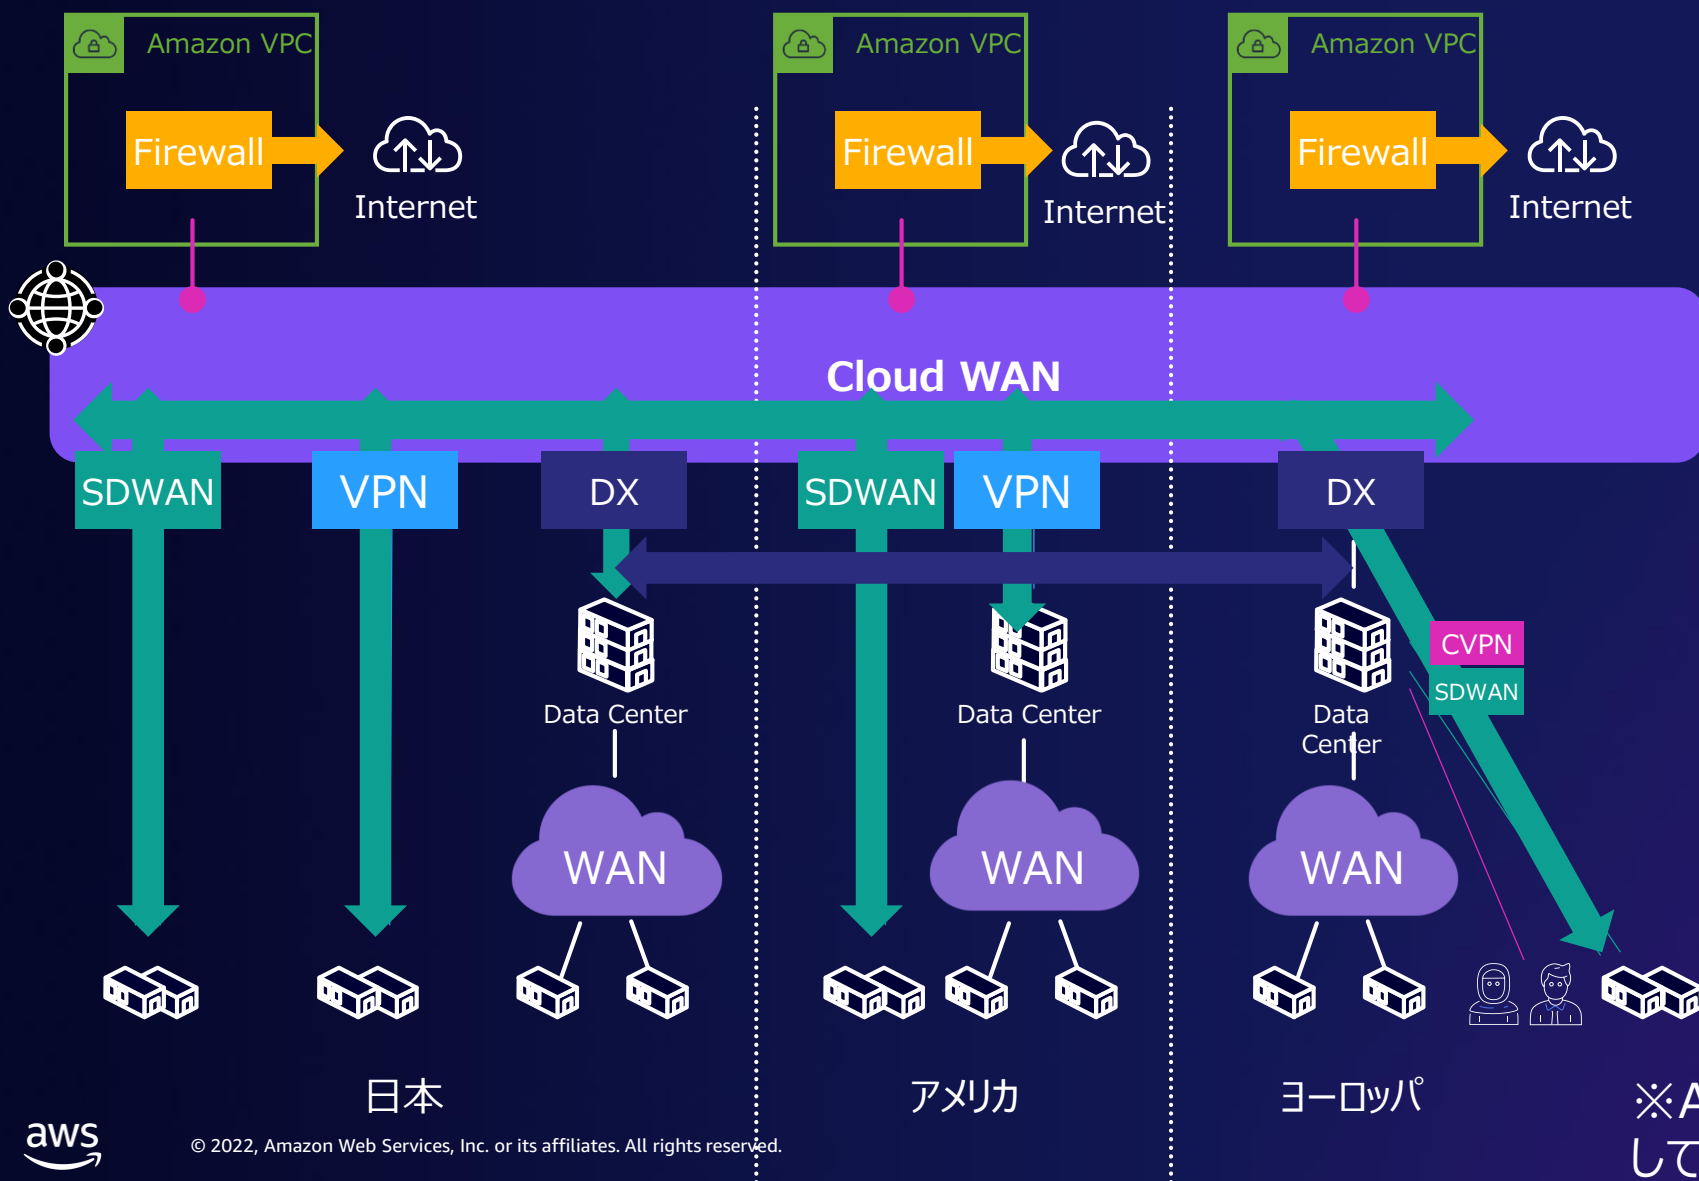 Amazon VPC
Amazon VPC
Amazon VPC
Firewall
Firewall
Firewall
Internet
Internet
Internet
Cloud WAN
SDWAN
VPN
DX
SDWAN
VPN
DX
CVPN
SDWAN
Data Center
Data Center
Data
Center
WAN
WAN
WAN
日本
アメリカ
ヨーロッパ
※A
して
aws
© 2022, Amazon Web Services, Inc. or its affiliates. All rights reserved.